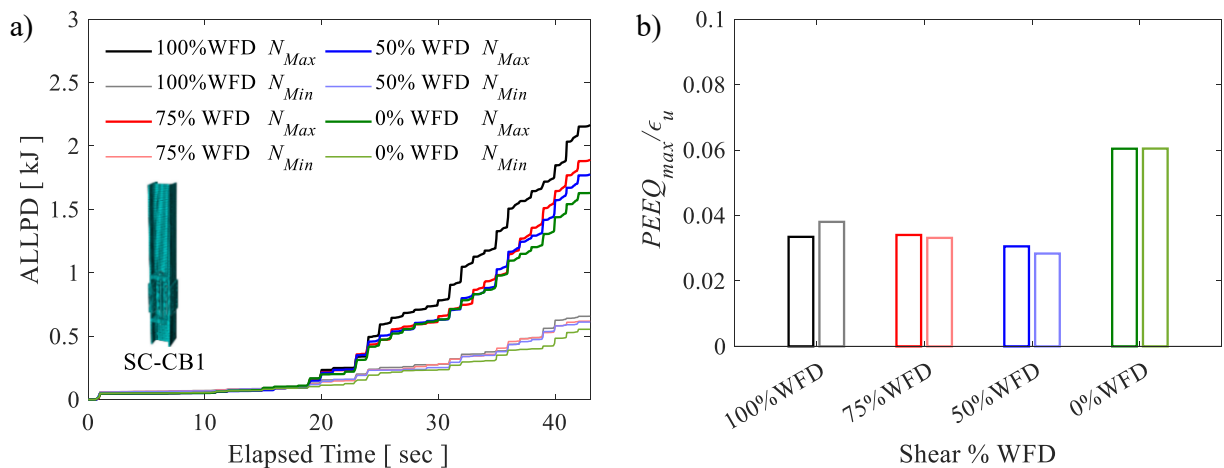 a)
ALLPD [ kJ ]
3
2.5
2
1.5
1
0.5
0
100%WFD N_Max
100%WFD N_Min
75% WFD N_Max
75% WFD N_Min
50% WFD N_Max
50% WFD N_Min
0% WFD N_Max
0% WFD N_Min
SC-CB1
0 10 20 30 40
Elapsed Time [ sec ]
b)
PEEQ_max/ϵ_u
0.1
0.08
0.06
0.04
0.02
0
100%WFD 75%WFD 50%WFD 0%WFD
Shear % WFD